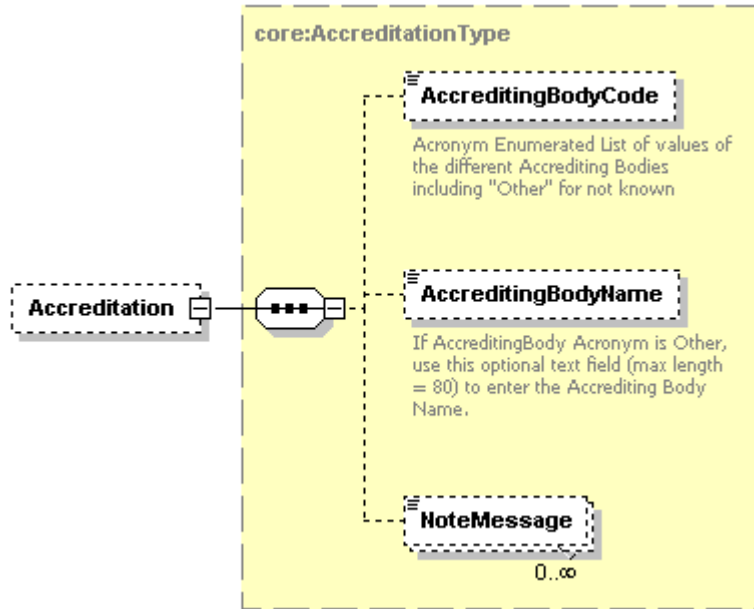 core:AccreditationType
AccreditingBodyCode
Acronym Enumerated List of values of
the different Accrediting Bodies
including "Other" for not known
Accreditation
AccreditingBodyName
If AccreditingBody Acronym is Other,
use this optional text field (max length
= 80) to enter the Accrediting Body
Name.
NoteMessage
0..∞